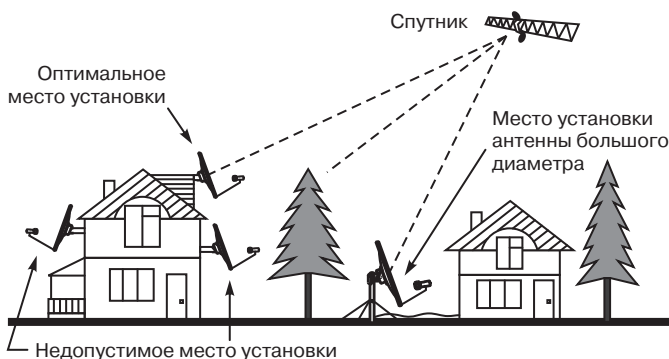 Спутник
Оптимальное
место установки
Место установки
антенны большого
диаметра
Недопустимое место установки